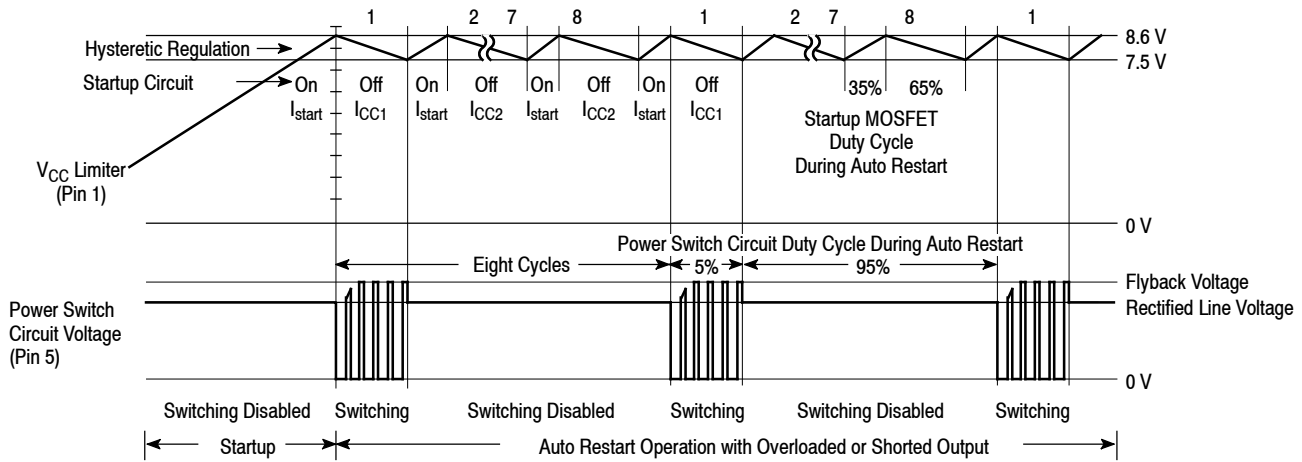 1 2 7 8 1 2 7 8 1
Hysteretic Regulation
8.6 V
7.5 V
Startup Circuit
On Off On Off On Off On Off 35% 65%
I_start I_CC1 I_start I_CC2 I_start I_CC2 I_start I_CC1
Startup MOSFET
Duty Cycle
During Auto Restart
V_CC Limiter
(Pin 1)
0 V
Power Switch Circuit Duty Cycle During Auto Restart
Eight Cycles 5% 95%
Flyback Voltage
Rectified Line Voltage
Power Switch
Circuit Voltage
(Pin 5)
0 V
Switching Disabled Switching Switching Disabled Switching Switching Disabled Switching
Startup Auto Restart Operation with Overloaded or Shorted Output